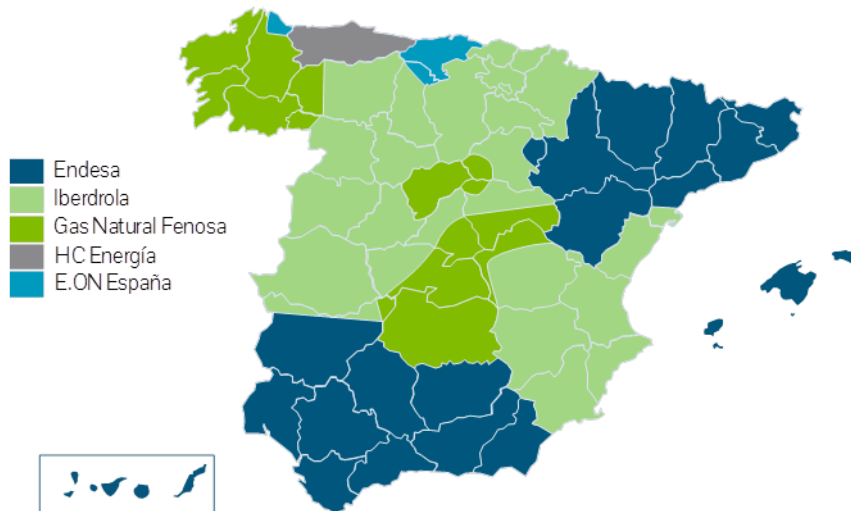 Endesa
Iberdrola
Gas Natural Fenosa
HC Energía
E.ON España